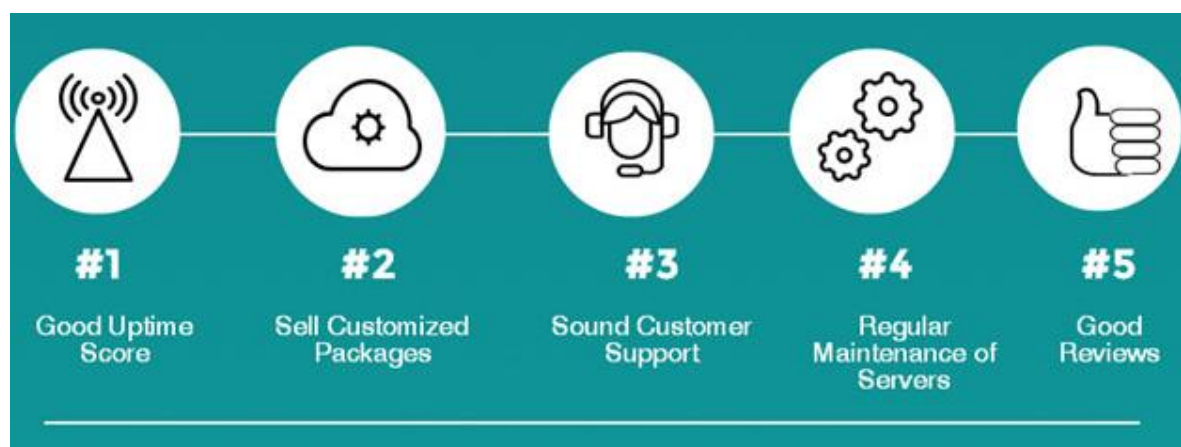 #1
Good Uptime
Score
#2
Sell Customized
Packages
#3
Sound Customer
Support
#4
Regular
Maintenance of
Servers
#5
Good
Reviews